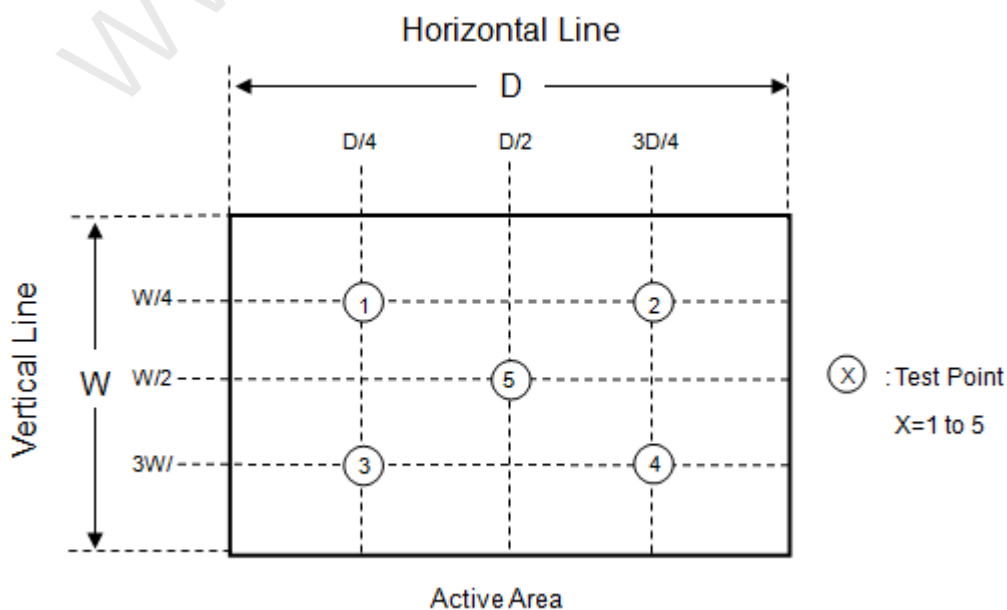 Horizontal Line
D
D/4 D/2 3D/4
Vertical Line
W
W/4
1 2
W/2
5
X : Test Point
X=1 to 5
3W/
3 4
Active Area